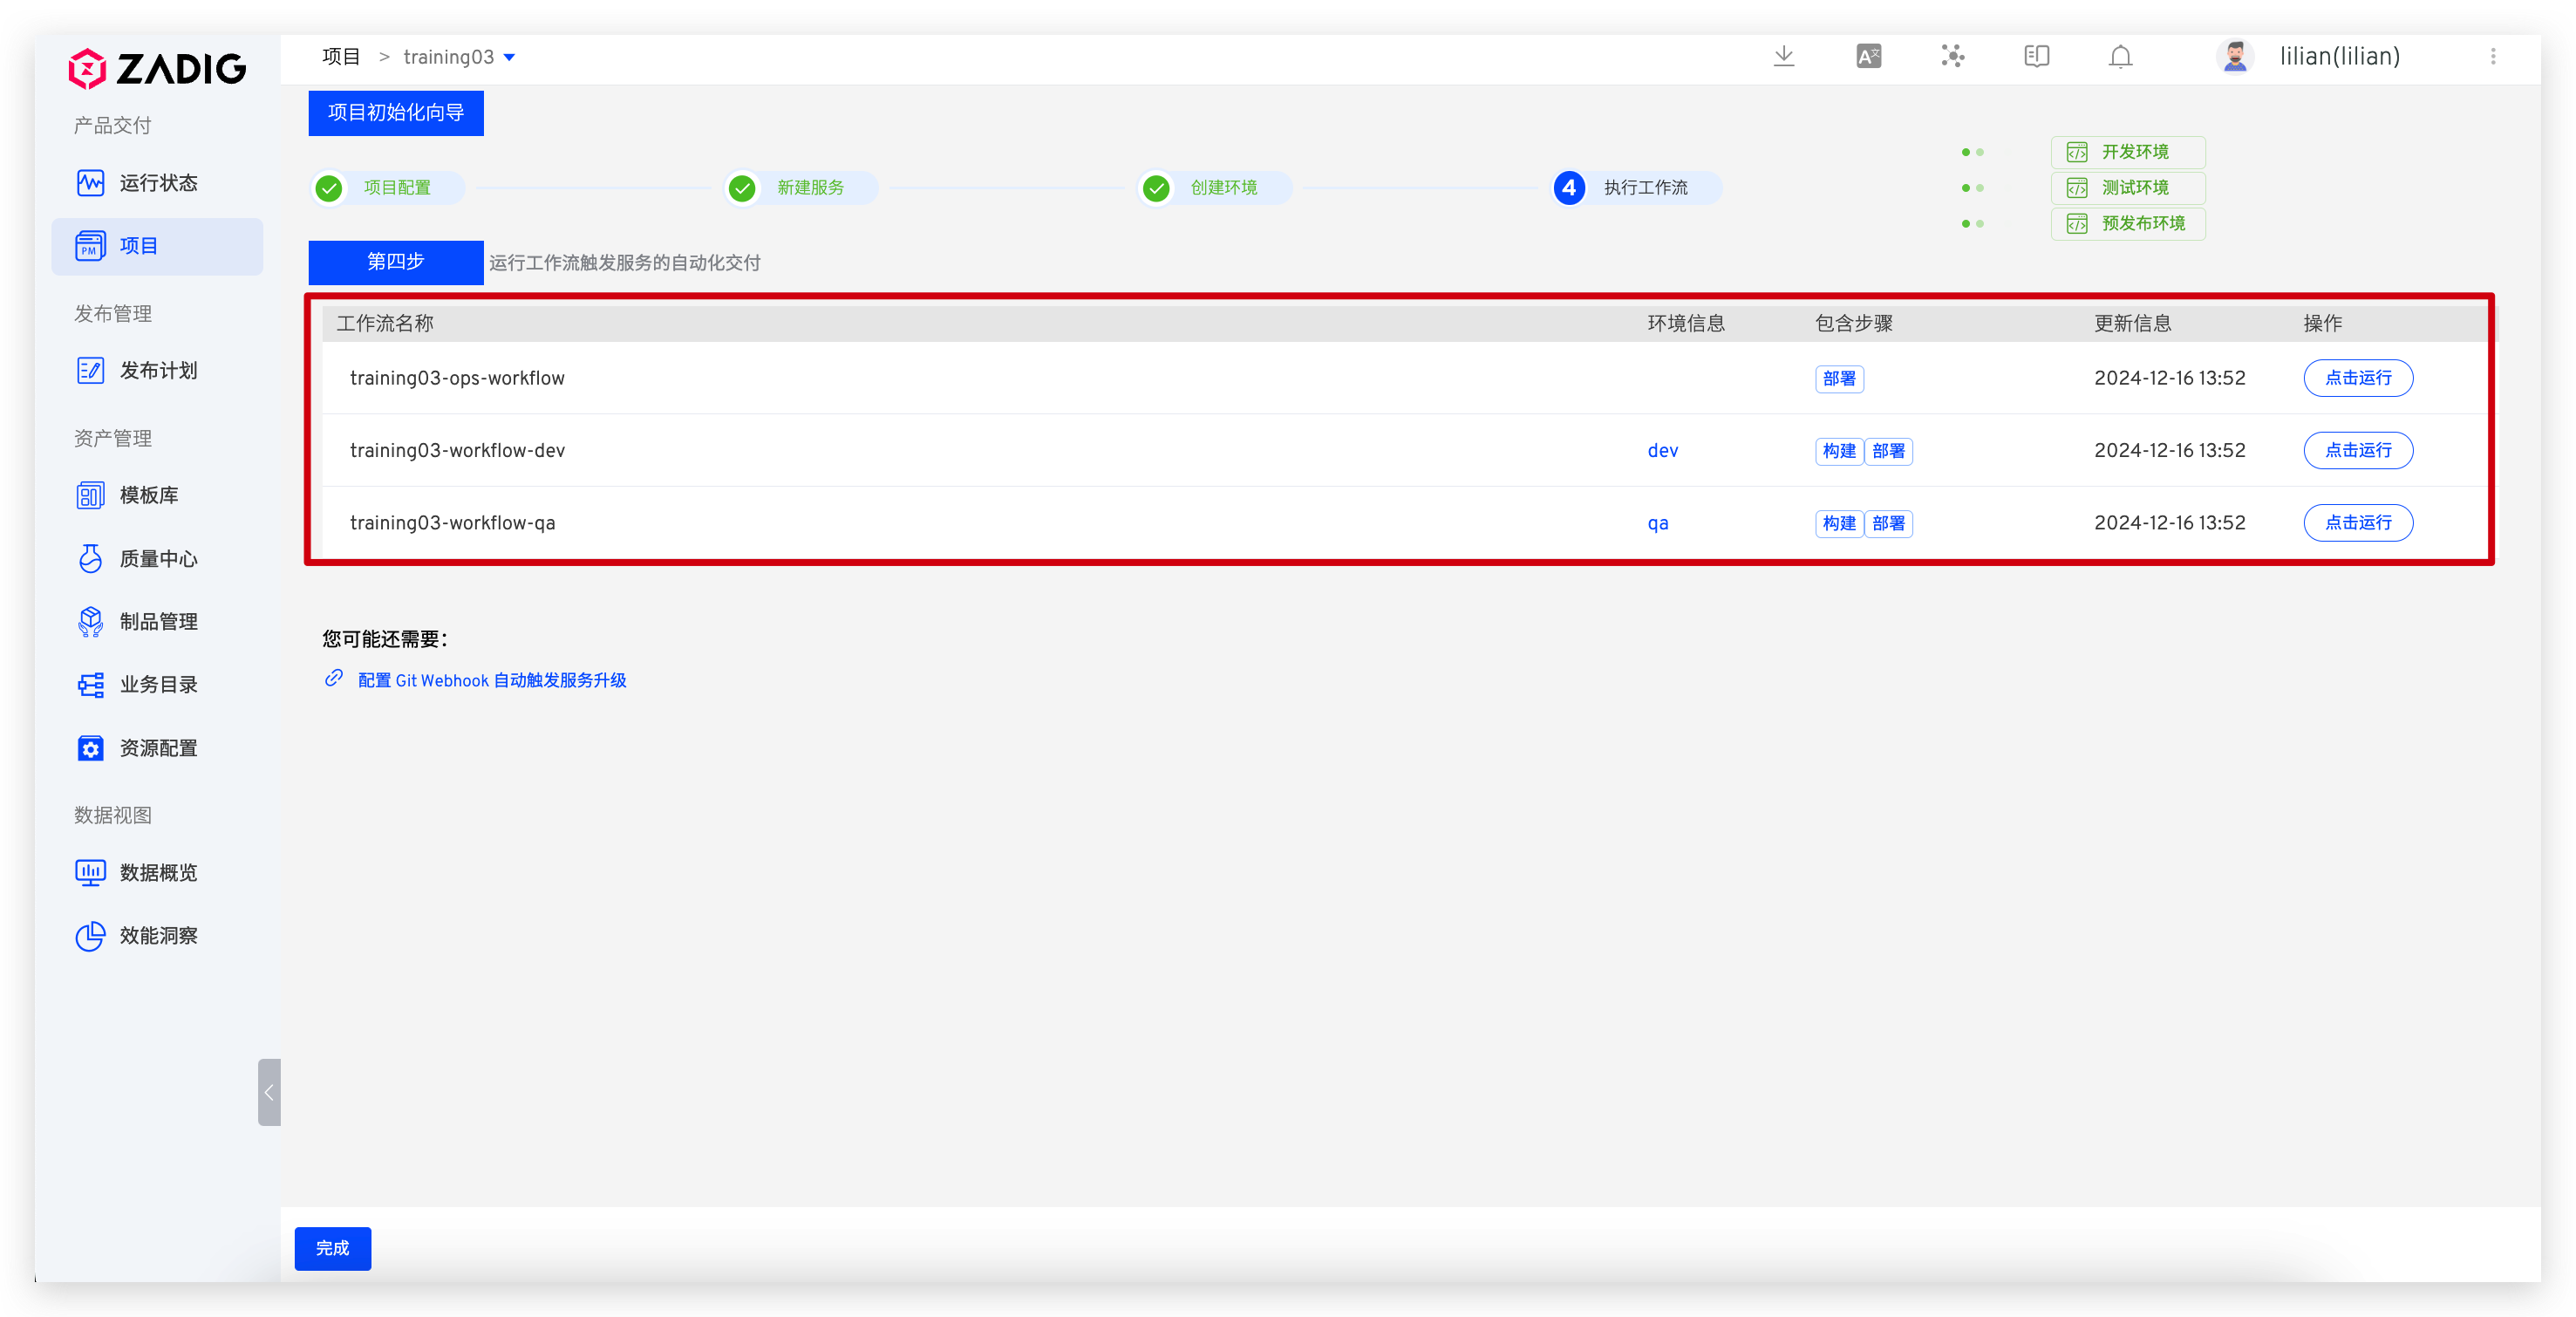 ZADIG
项目 > training03
lilian(lilian)
产品交付
运行状态
项目
发布管理
发布计划
资产管理
模板库
质量中心
制品管理
业务目录
资源配置
数据视图
数据概览
效能洞察
项目初始化向导
项目配置
新建服务
创建环境
4 执行工作流
开发环境
测试环境
预发布环境
第四步 运行工作流触发服务的自动化交付
工作流名称 环境信息 包含步骤 更新信息 操作
training03-ops-workflow 部署 2024-12-16 13:52 点击运行
training03-workflow-dev dev 构建 部署 2024-12-16 13:52 点击运行
training03-workflow-qa qa 构建 部署 2024-12-16 13:52 点击运行
您可能还需要：
配置 Git Webhook 自动触发服务升级
完成